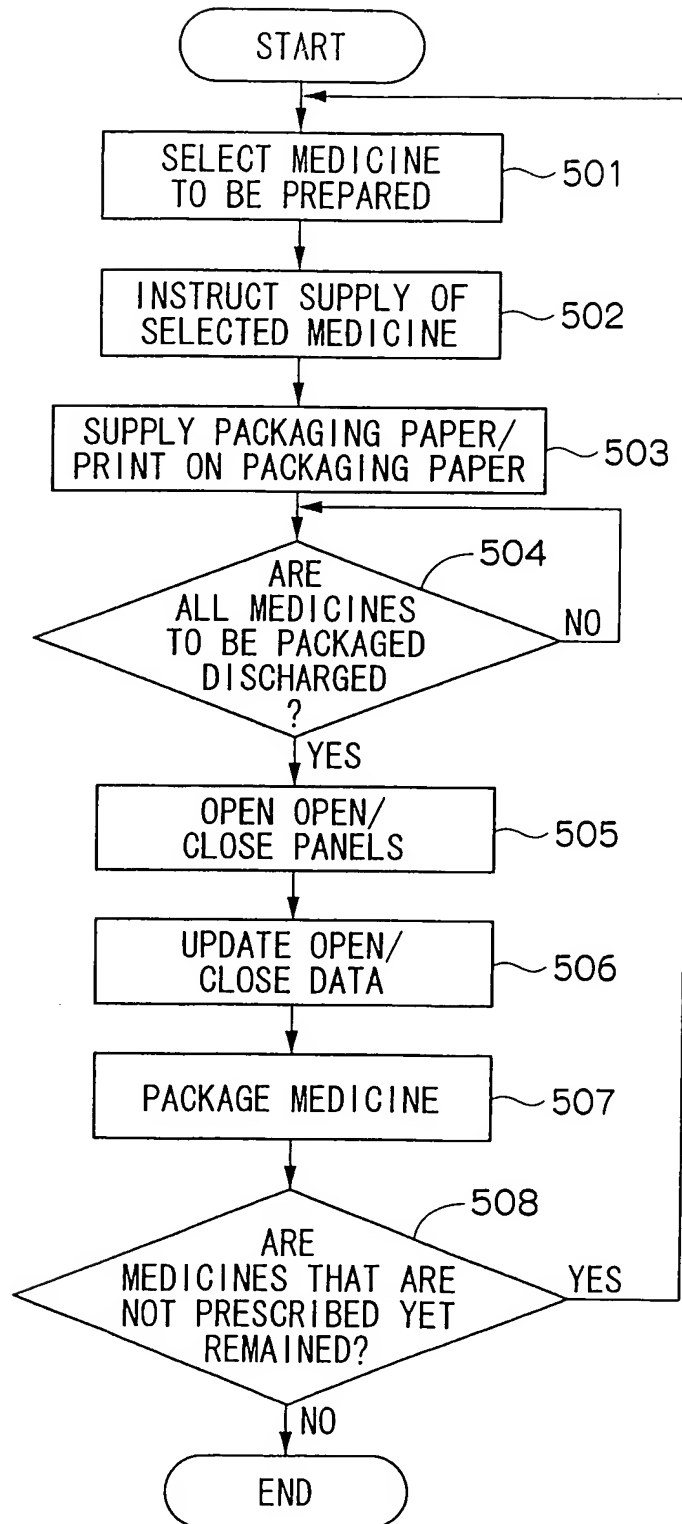 START
SELECT MEDICINE
TO BE PREPARED
501
INSTRUCT SUPPLY OF
SELECTED MEDICINE
502
SUPPLY PACKAGING PAPER/
PRINT ON PACKAGING PAPER
503
504
ARE
ALL MEDICINES
TO BE PACKAGED
DISCHARGED
?
NO
YES
OPEN OPEN/
CLOSE PANELS
505
UPDATE OPEN/
CLOSE DATA
506
PACKAGE MEDICINE
507
508
ARE
MEDICINES THAT ARE
NOT PRESCRIBED YET
REMAINED?
YES
NO
END